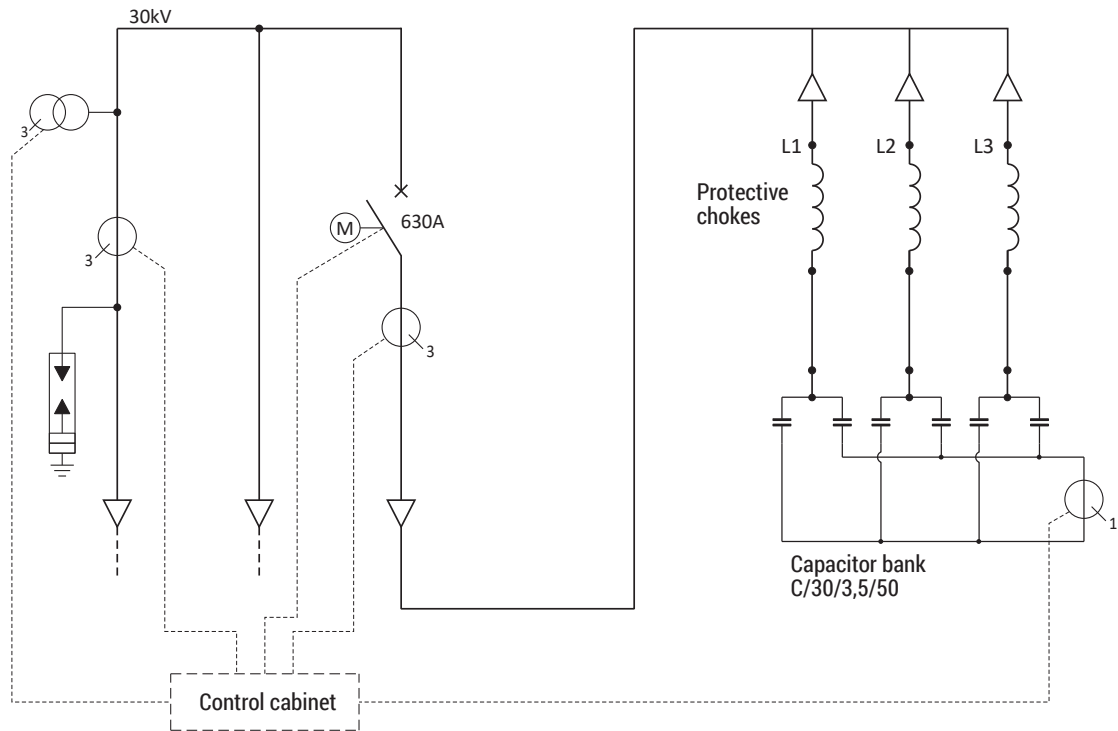 30kV
3
3
M
630A
3
L1
L2
L3
Protective
chokes
1
Capacitor bank
C/30/3,5/50
Control cabinet